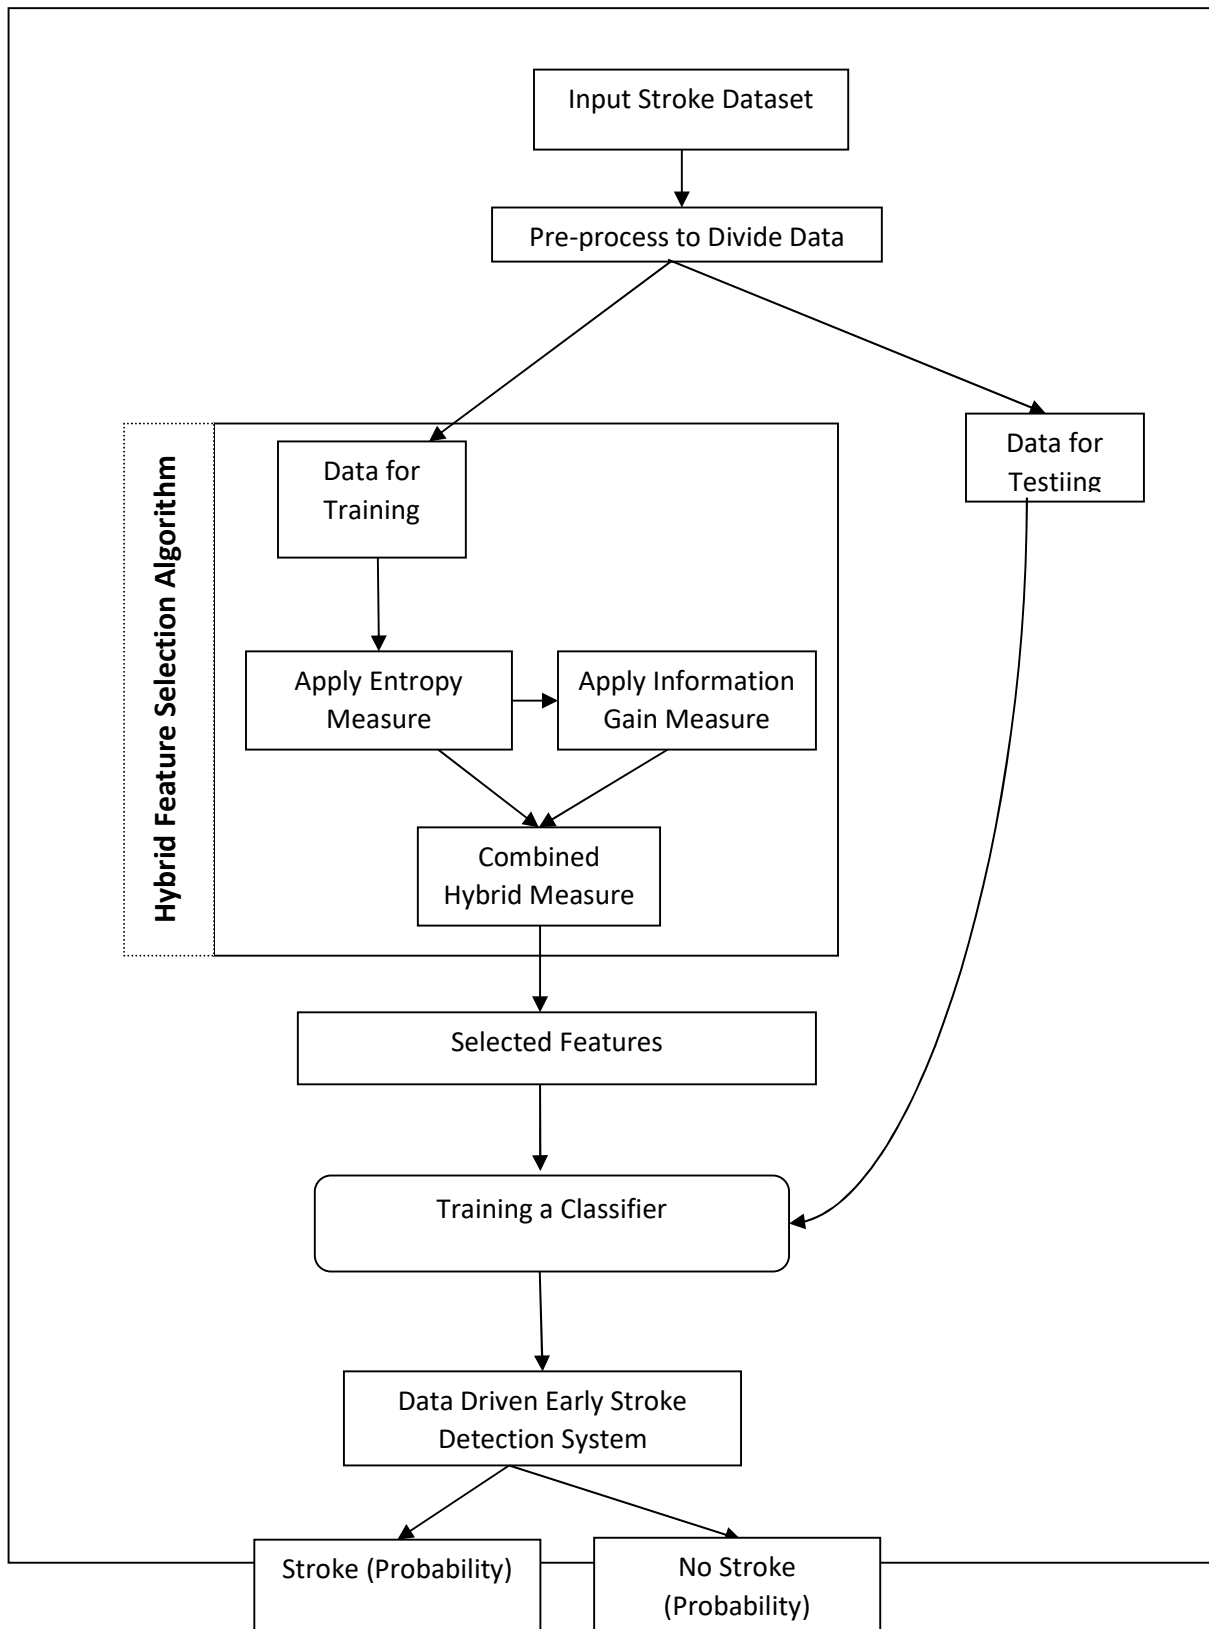 Input Stroke Dataset
Pre-process to Divide Data
Data for
Training
Data for
Testiing
Hybrid Feature Selection Algorithm
Apply Entropy
Measure
Apply Information
Gain Measure
Combined
Hybrid Measure
Selected Features
Training a Classifier
Data Driven Early Stroke
Detection System
Stroke (Probability)
No Stroke
(Probability)